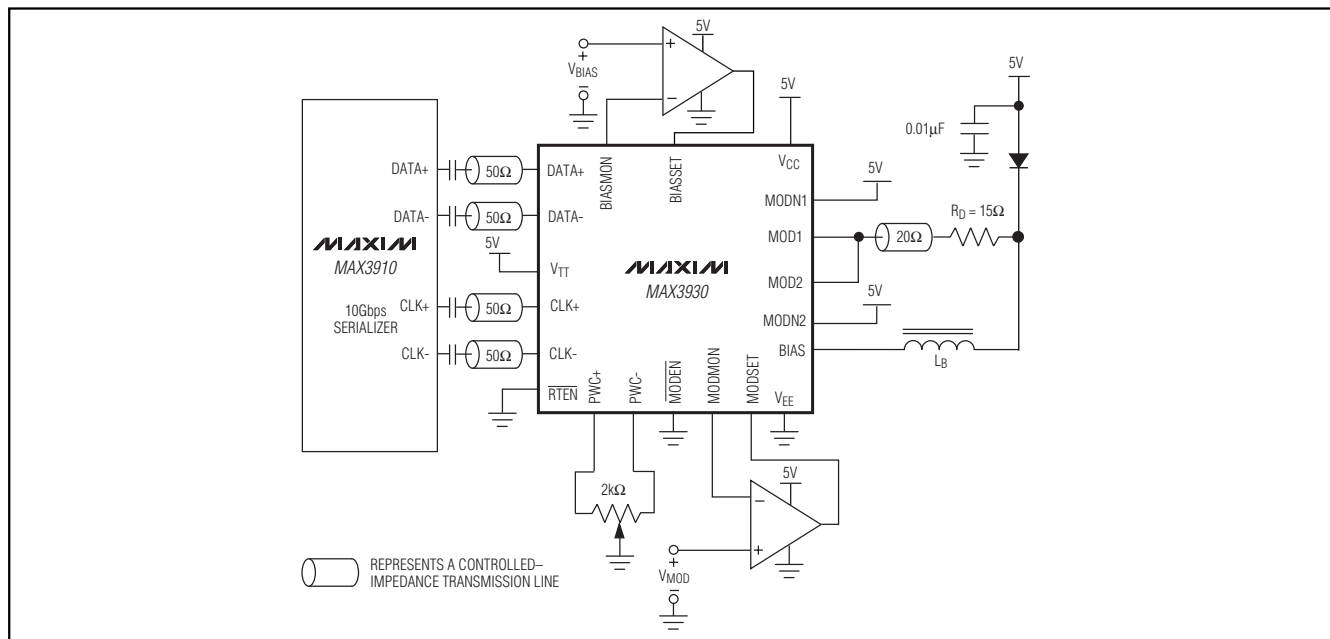 5V
+
V_BIAS
−
+
−
5V
5V
0.01µF
DATA+
50Ω
DATA+
BIASMON
BIASSET
V_CC
5V
MODN1
DATA-
50Ω
DATA-
R_D = 15Ω
MOD1
20Ω
MAXIM
MAX3910
5V
V_TT
MAXIM
MAX3930
MOD2
10Gbps
SERIALIZER
CLK+
50Ω
CLK+
5V
MODN2
CLK-
50Ω
CLK-
BIAS
L_B
RTEN
PWC+
PWC-
MODEN
MODMON
MODSET
V_EE
2kΩ
5V
−
+
+
V_MOD
−
REPRESENTS A CONTROLLED–
IMPEDANCE TRANSMISSION LINE